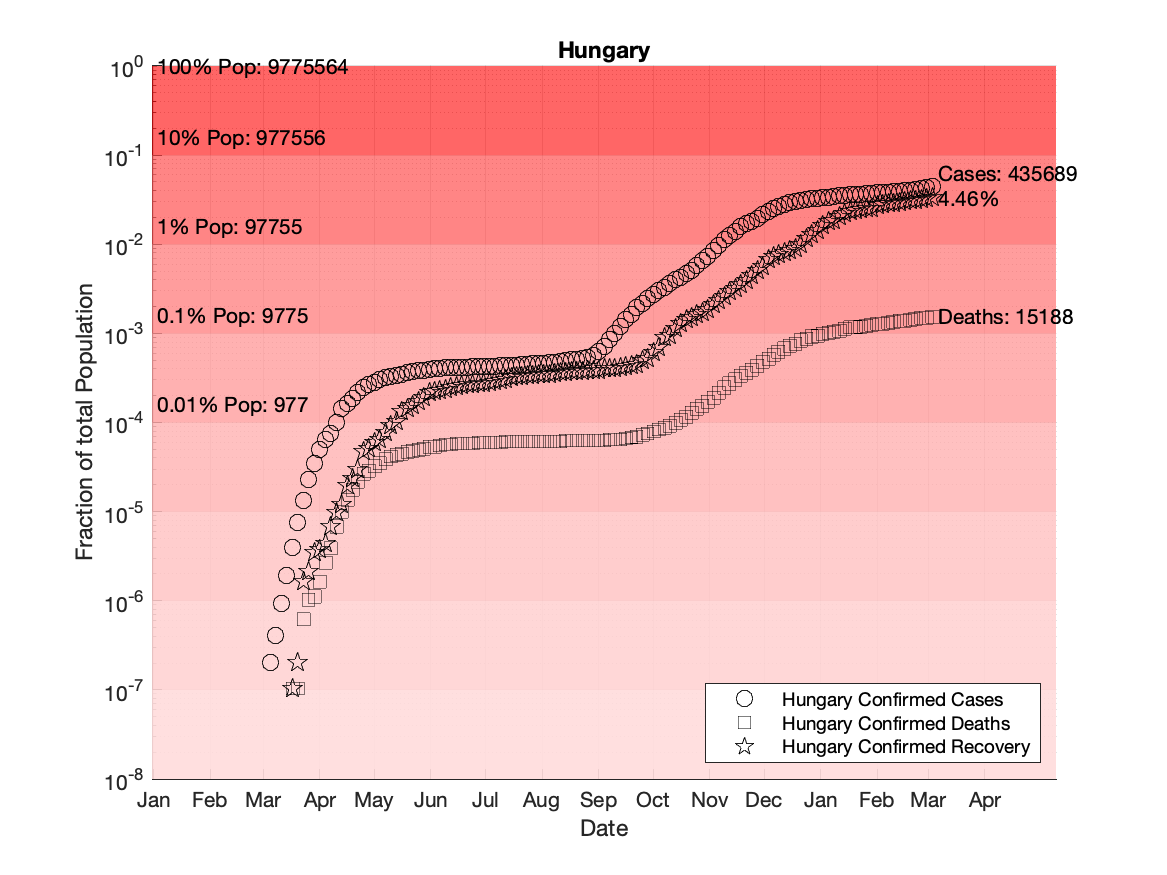 Hungary
10^0
100% Pop: 9775564
10% Pop: 977556
10^-1
Cases: 435689
4.46%
1% Pop: 97755
10^-2
0.1% Pop: 9775
Deaths: 15188
10^-3
0.01% Pop: 977
10^-4
10^-5
10^-6
10^-7
10^-8
Fraction of total Population
Hungary Confirmed Cases
Hungary Confirmed Deaths
Hungary Confirmed Recovery
Jan Feb Mar Apr May Jun Jul Aug Sep Oct Nov Dec Jan Feb Mar Apr
Date